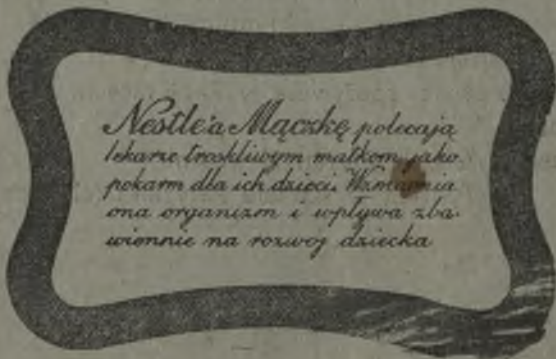 Nestle'a Mączkę polecają
lekarze troskliwym matkom jako
pokarm dla ich dzieci. Wzmacnia
ona organizm i wpływa zba-
wiennie na rozwój dziecka